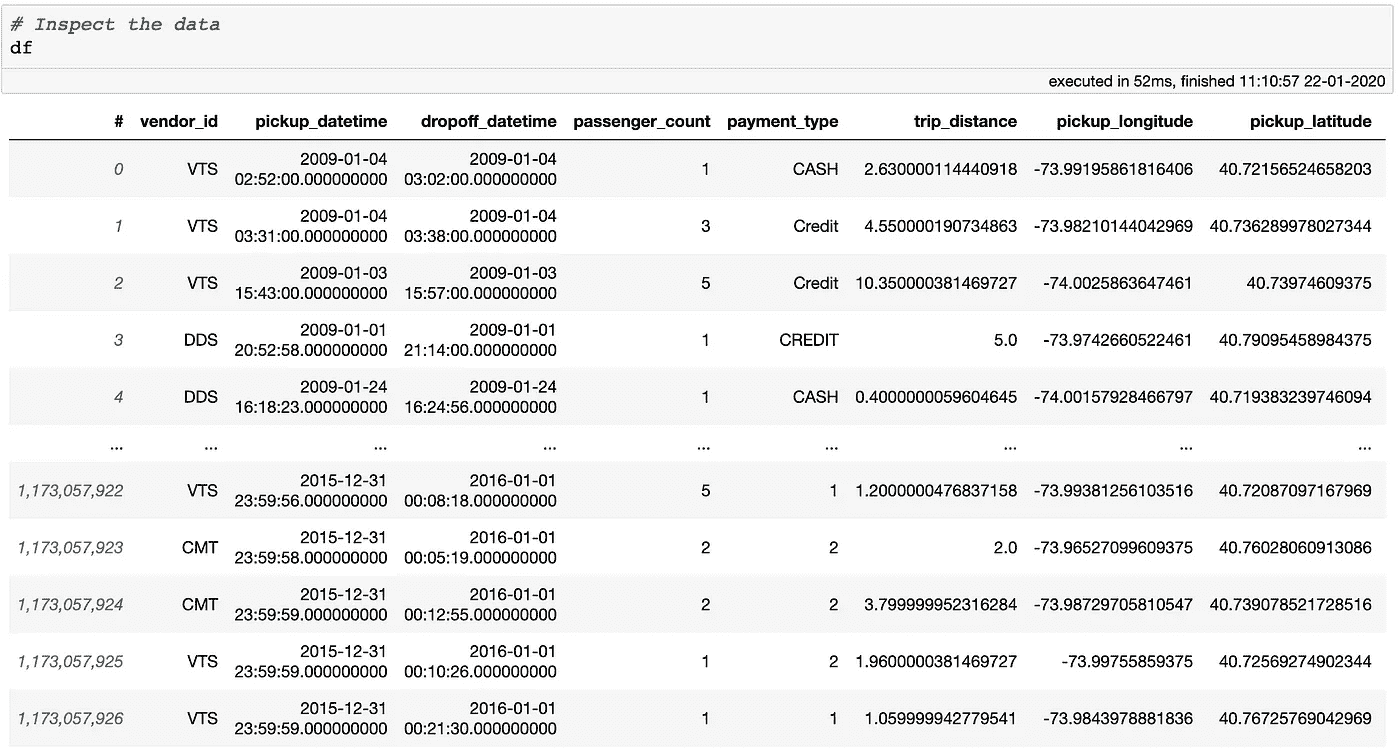 # Inspect the data
df
executed in 52ms, finished 11:10:57 22-01-2020
# vendor_id pickup_datetime dropoff_datetime passenger_count payment_type trip_distance pickup_longitude pickup_latitude
2009-01-04 2009-01-04
0 VTS 1 CASH 2.630000114440918 -73.99195861816406 40.72156524658203
02:52:00.000000000 03:02:00.000000000
2009-01-04 2009-01-04
1 VTS 3 Credit 4.550000190734863 -73.98210144042969 40.736289978027344
03:31:00.000000000 03:38:00.000000000
2009-01-03 2009-01-03
2 VTS 5 Credit 10.350000381469727 -74.0025863647461 40.73974609375
15:43:00.000000000 15:57:00.000000000
2009-01-01 2009-01-01
3 DDS 1 CREDIT 5.0 -73.9742660522461 40.79095458984375
20:52:58.000000000 21:14:00.000000000
2009-01-24 2009-01-24
4 DDS 1 CASH 0.4000000059604645 -74.00157928466797 40.719383239746094
16:18:23.000000000 16:24:56.000000000
... ... ... ... ... ... ... ... ...
2015-12-31 2016-01-01
1,173,057,922 VTS 5 1 1.2000000476837158 -73.99381256103516 40.72087097167969
23:59:56.000000000 00:08:18.000000000
2015-12-31 2016-01-01
1,173,057,923 CMT 2 2 2.0 -73.96527099609375 40.76028060913086
23:59:58.000000000 00:05:19.000000000
2015-12-31 2016-01-01
1,173,057,924 CMT 2 2 3.799999952316284 -73.98729705810547 40.739078521728516
23:59:59.000000000 00:12:55.000000000
2015-12-31 2016-01-01
1,173,057,925 VTS 1 2 1.9600000381469727 -73.99755859375 40.72569274902344
23:59:59.000000000 00:10:26.000000000
2015-12-31 2016-01-01
1,173,057,926 VTS 1 1 1.059999942779541 -73.9843978881836 40.76725769042969
23:59:59.000000000 00:21:30.000000000